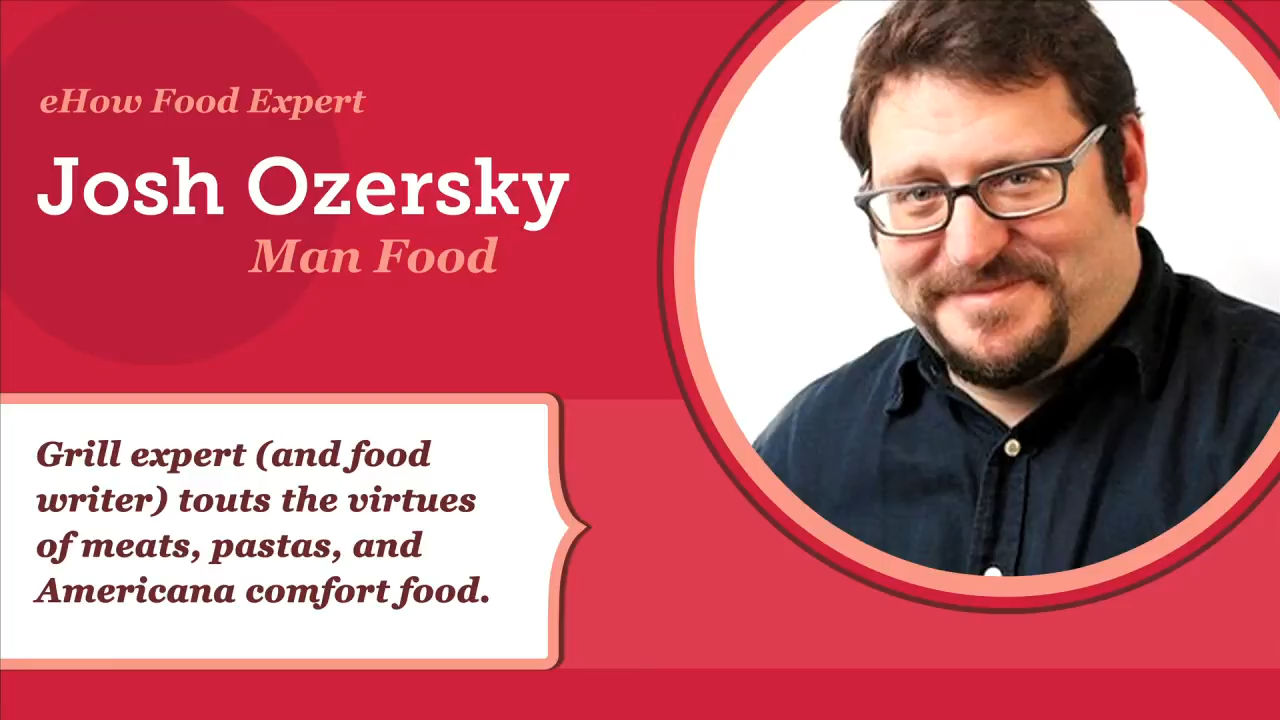 eHow Food Expert
Josh Ozersky
Man Food
Grill expert (and food
writer) touts the virtues
of meats, pastas, and
Americana comfort food.